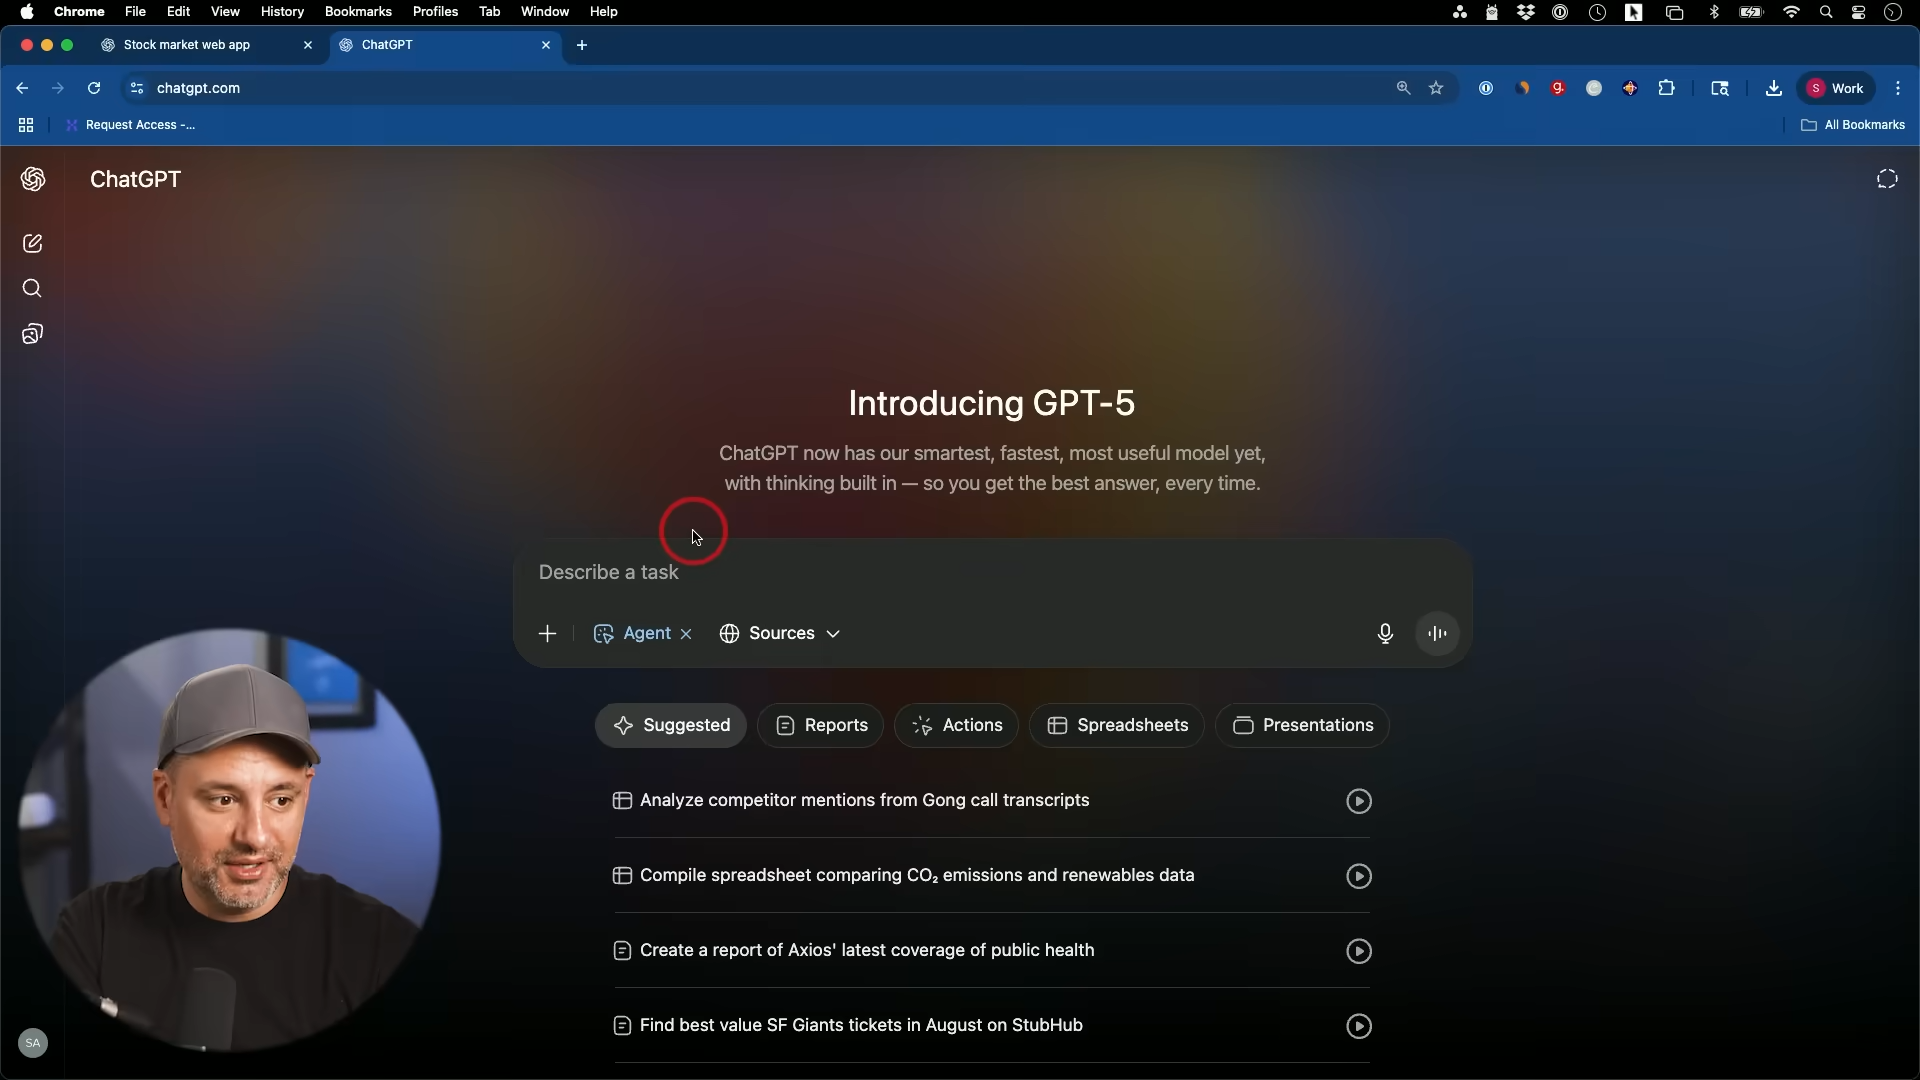 Chrome File Edit View History Bookmarks Profiles Tab Window Help
Stock market web app
ChatGPT
chatgpt.com
S Work
Request Access -...
All Bookmarks
ChatGPT
Introducing GPT-5
ChatGPT now has our smartest, fastest, most useful model yet,
with thinking built in — so you get the best answer, every time.
Describe a task
Agent
Sources
Suggested
Reports
Actions
Spreadsheets
Presentations
Analyze competitor mentions from Gong call transcripts
Compile spreadsheet comparing CO₂ emissions and renewables data
Create a report of Axios' latest coverage of public health
Find best value SF Giants tickets in August on StubHub
SA